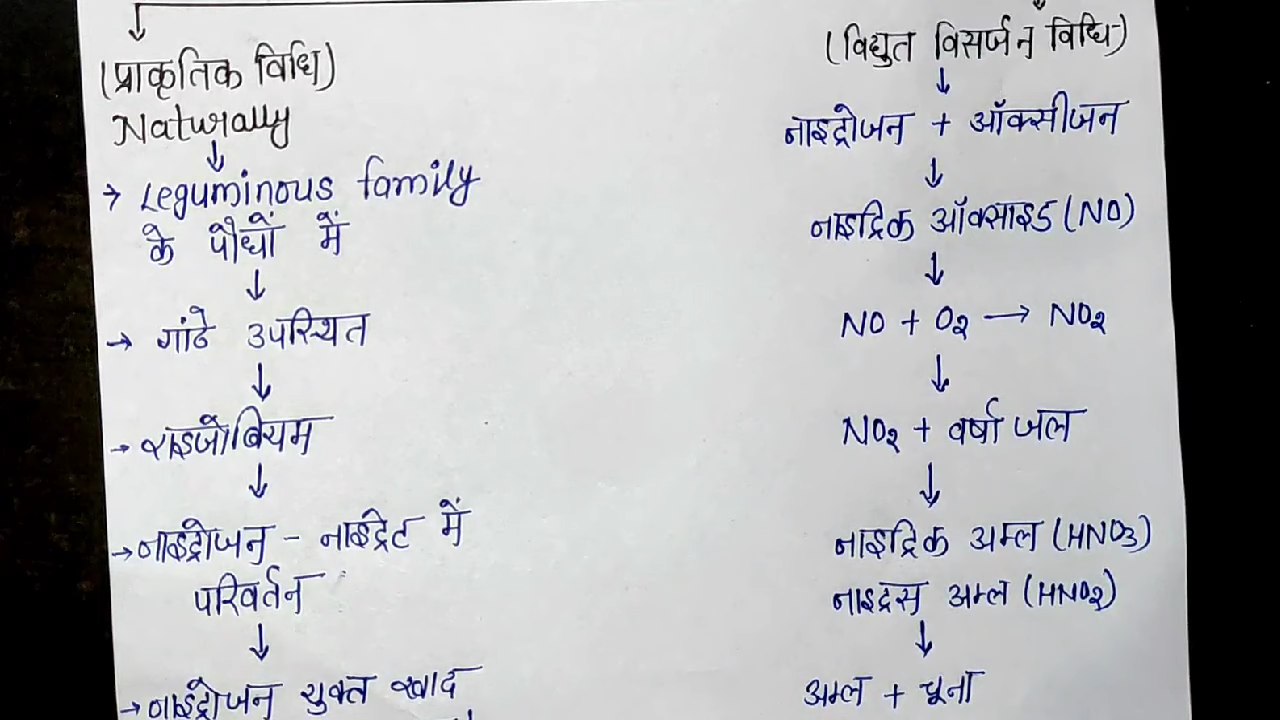 (प्राकृतिक विधि)
Naturally
↓
→ Leguminous family
के पौधों में
↓
→ गांठे उपस्थित
↓
→ राइजोबियम
↓
→ नाइट्रोजन - नाइट्रेट में
परिवर्तन
↓
→ नाइट्रोजन युक्त खाद
(विद्युत विसर्जन विधि)
↓
नाइट्रोजन + ऑक्सीजन
↓
नाइट्रिक ऑक्साइड (NO)
↓
NO + O₂ → NO₂
↓
NO₂ + वर्षा जल
↓
नाइट्रिक अम्ल (HNO₃)
नाइट्रस अम्ल (HNO₂)
↓
अम्ल + चूना